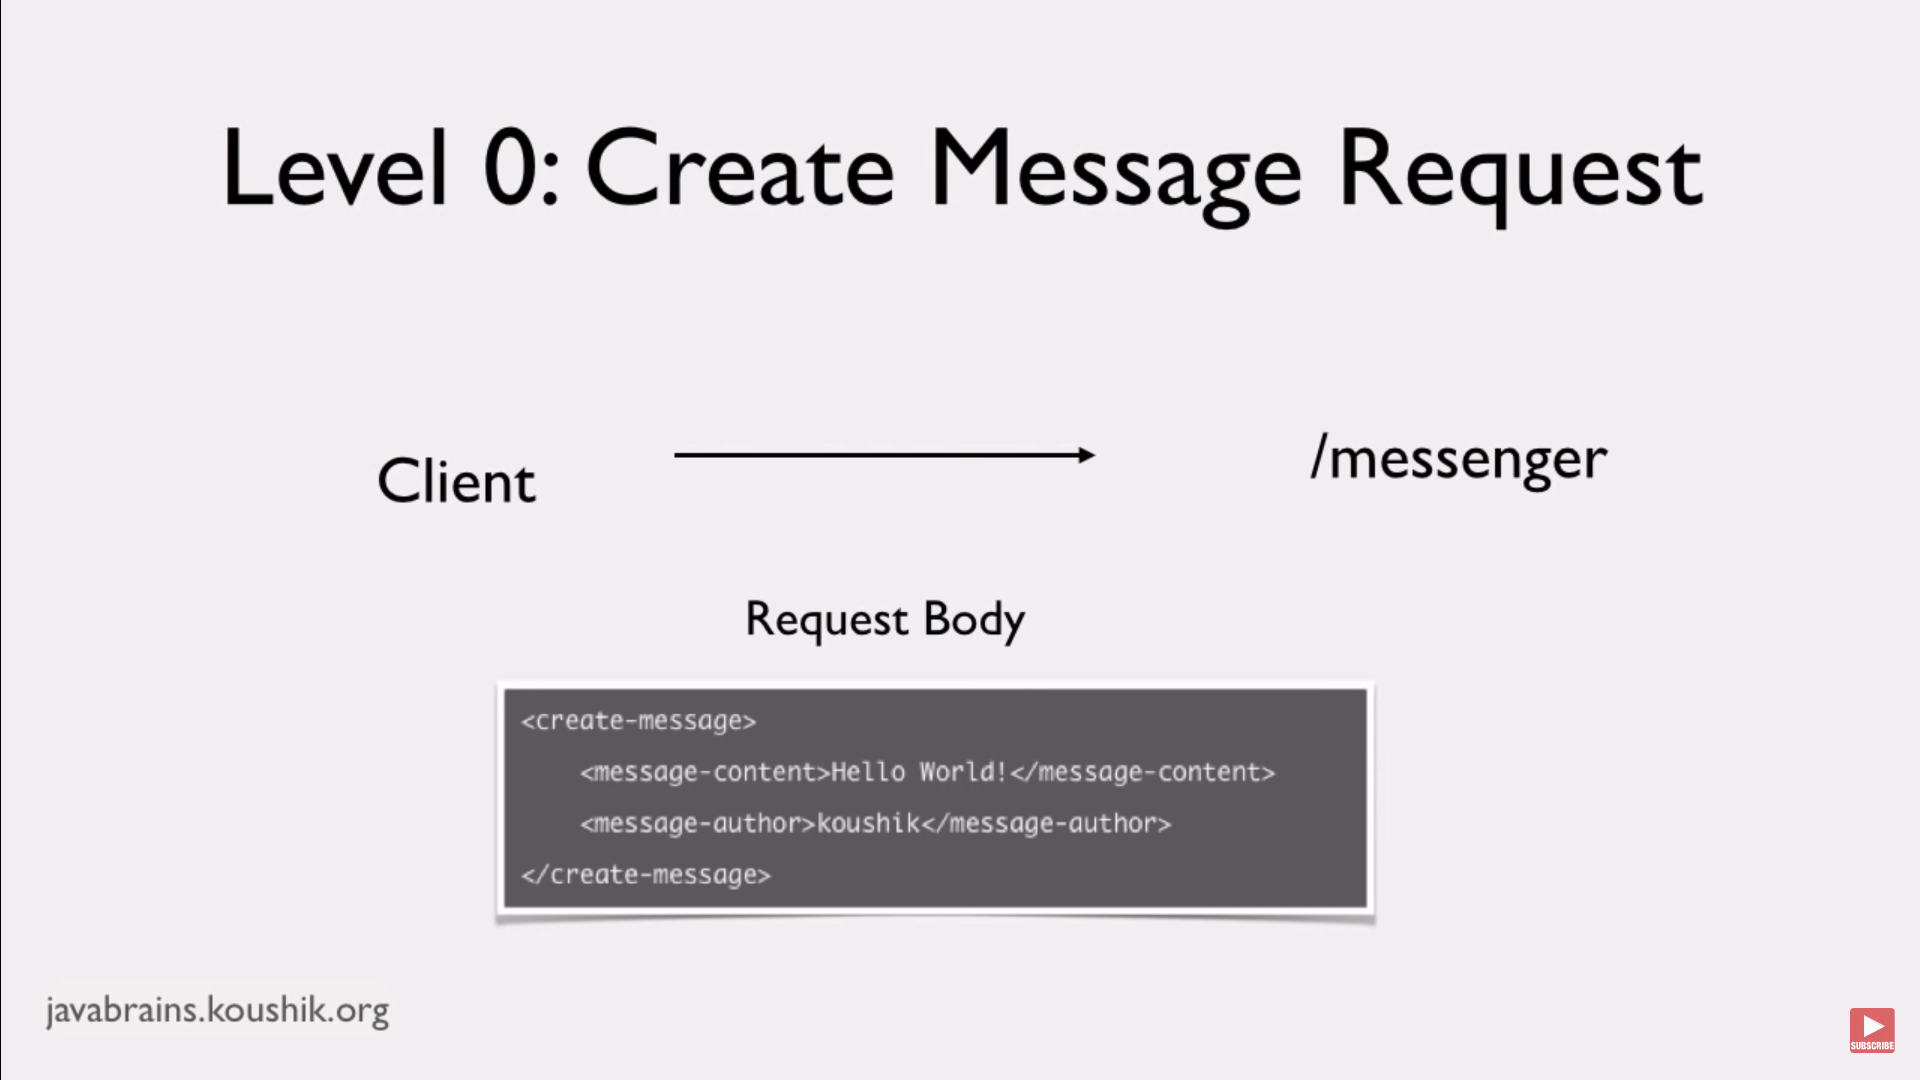 Level 0: Create Message Request
Client
/messenger
Request Body
<create-message>
<message-content>Hello World!</message-content>
<message-author>koushik</message-author>
</create-message>
javabrains.koushik.org
SUBSCRIBE